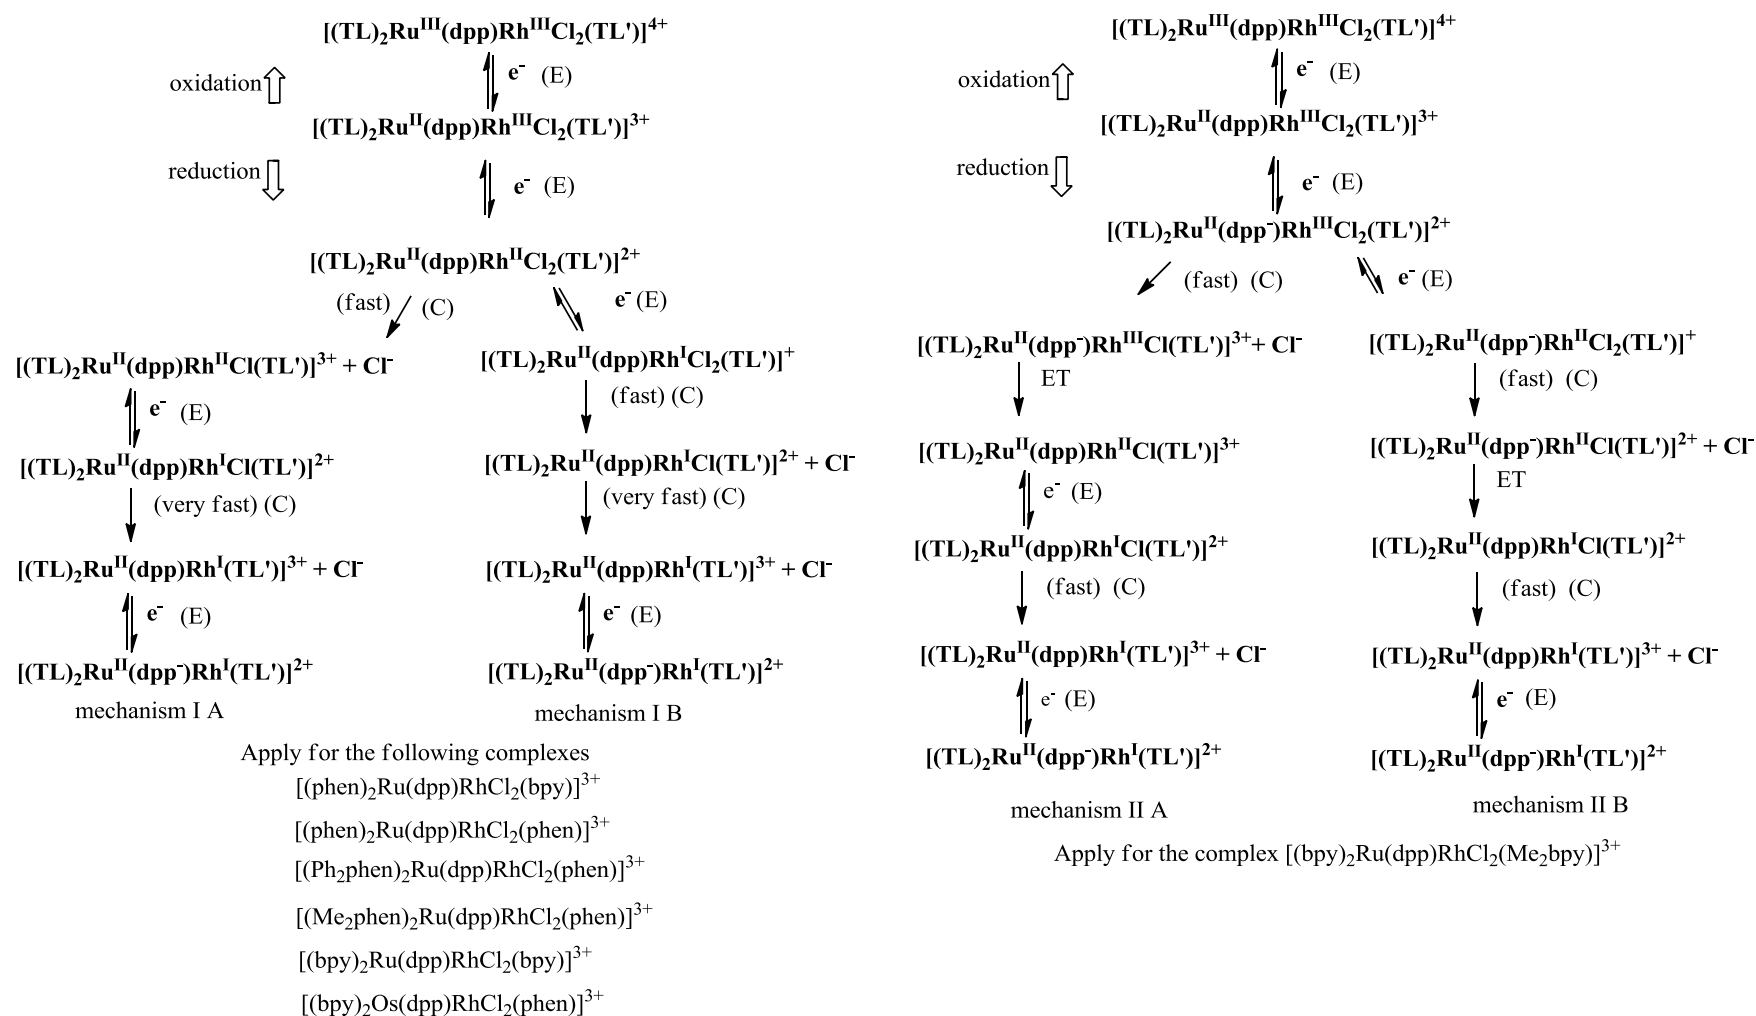 [(TL)₂Ruᴵᴵᴵ(dpp)RhᴵᴵᴵCl₂(TL')]⁴⁺
e⁻ (E)
oxidation
[(TL)₂Ruᴵᴵ(dpp)RhᴵᴵᴵCl₂(TL')]³⁺
reduction
e⁻ (E)
[(TL)₂Ruᴵᴵ(dpp)RhᴵᴵCl₂(TL')]²⁺
(fast) (C)
e⁻ (E)
[(TL)₂Ruᴵᴵ(dpp)RhᴵᴵCl(TL')]³⁺ + Cl⁻
e⁻ (E)
[(TL)₂Ruᴵᴵ(dpp)RhᴵCl(TL')]²⁺
(very fast) (C)
[(TL)₂Ruᴵᴵ(dpp)Rhᴵ(TL')]³⁺ + Cl⁻
e⁻ (E)
[(TL)₂Ruᴵᴵ(dpp⁻)Rhᴵ(TL')]²⁺
mechanism I A
[(TL)₂Ruᴵᴵ(dpp)RhᴵCl₂(TL')]⁺
(fast) (C)
[(TL)₂Ruᴵᴵ(dpp)RhᴵCl(TL')]²⁺ + Cl⁻
(very fast) (C)
[(TL)₂Ruᴵᴵ(dpp)Rhᴵ(TL')]³⁺ + Cl⁻
e⁻ (E)
[(TL)₂Ruᴵᴵ(dpp⁻)Rhᴵ(TL')]²⁺
mechanism I B
Apply for the following complexes
[(phen)₂Ru(dpp)RhCl₂(bpy)]³⁺
[(phen)₂Ru(dpp)RhCl₂(phen)]³⁺
[(Ph₂phen)₂Ru(dpp)RhCl₂(phen)]³⁺
[(Me₂phen)₂Ru(dpp)RhCl₂(phen)]³⁺
[(bpy)₂Ru(dpp)RhCl₂(bpy)]³⁺
[(bpy)₂Os(dpp)RhCl₂(phen)]³⁺
[(TL)₂Ruᴵᴵᴵ(dpp)RhᴵᴵᴵCl₂(TL')]⁴⁺
e⁻ (E)
oxidation
[(TL)₂Ruᴵᴵ(dpp)RhᴵᴵᴵCl₂(TL')]³⁺
reduction
e⁻ (E)
[(TL)₂Ruᴵᴵ(dpp⁻)RhᴵᴵᴵCl₂(TL')]²⁺
(fast) (C)
e⁻ (E)
[(TL)₂Ruᴵᴵ(dpp⁻)RhᴵᴵᴵCl(TL')]³⁺+ Cl⁻
ET
[(TL)₂Ruᴵᴵ(dpp)RhᴵᴵCl(TL')]³⁺
e⁻ (E)
[(TL)₂Ruᴵᴵ(dpp)RhᴵCl(TL')]²⁺
(fast) (C)
[(TL)₂Ruᴵᴵ(dpp)Rhᴵ(TL')]³⁺ + Cl⁻
e⁻ (E)
[(TL)₂Ruᴵᴵ(dpp⁻)Rhᴵ(TL')]²⁺
mechanism II A
[(TL)₂Ruᴵᴵ(dpp⁻)RhᴵᴵCl₂(TL')]⁺
(fast) (C)
[(TL)₂Ruᴵᴵ(dpp⁻)RhᴵᴵCl(TL')]²⁺ + Cl⁻
ET
[(TL)₂Ruᴵᴵ(dpp)RhᴵCl(TL')]²⁺
(fast) (C)
[(TL)₂Ruᴵᴵ(dpp)Rhᴵ(TL')]³⁺ + Cl⁻
e⁻ (E)
[(TL)₂Ruᴵᴵ(dpp⁻)Rhᴵ(TL')]²⁺
mechanism II B
Apply for the complex [(bpy)₂Ru(dpp)RhCl₂(Me₂bpy)]³⁺